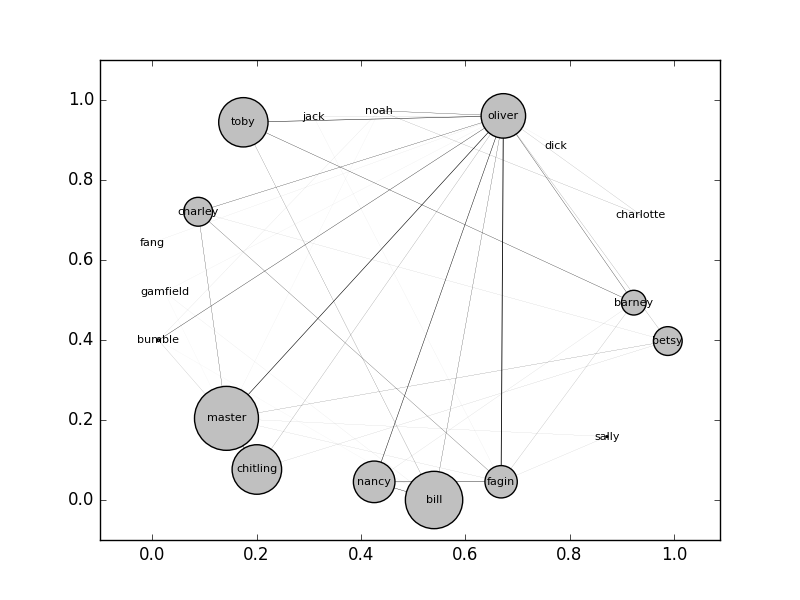 1.0
0.8
0.6
0.4
0.2
0.0
0.0
0.2
0.4
0.6
0.8
1.0
toby
jack
noah
oliver
dick
charley
charlotte
fang
gamfield
barney
bumble
betsy
master
sally
chitling
nancy
bill
fagin